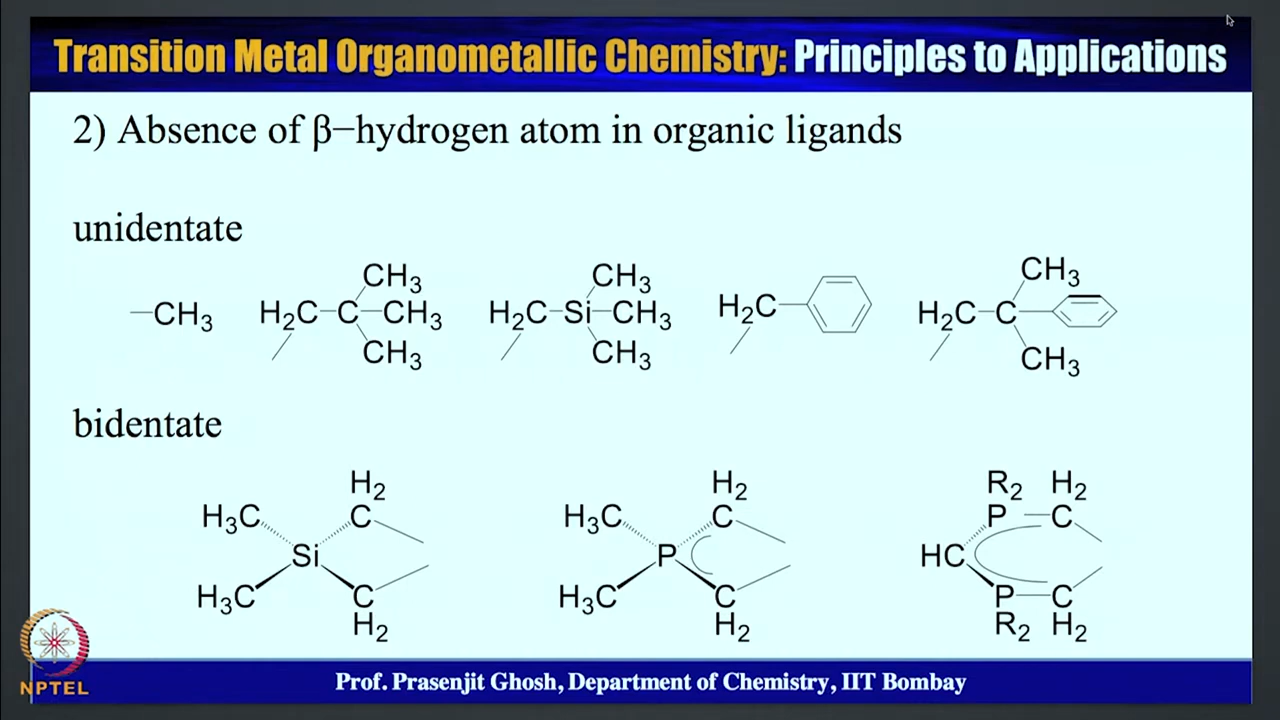 Transition Metal Organometallic Chemistry: Principles to Applications
2) Absence of β−hydrogen atom in organic ligands
unidentate
CH₃ CH₃ CH₃
−CH₃ H₂C−C−CH₃ H₂C−Si−CH₃ H₂C H₂C−C
CH₃ CH₃ CH₃
bidentate
H₂ H₂ R₂ H₂
H₃C C H₃C C P−C
Si P HC
H₃C C H₃C C P−C
H₂ H₂ R₂ H₂
NPTEL
Prof. Prasenjit Ghosh, Department of Chemistry, IIT Bombay